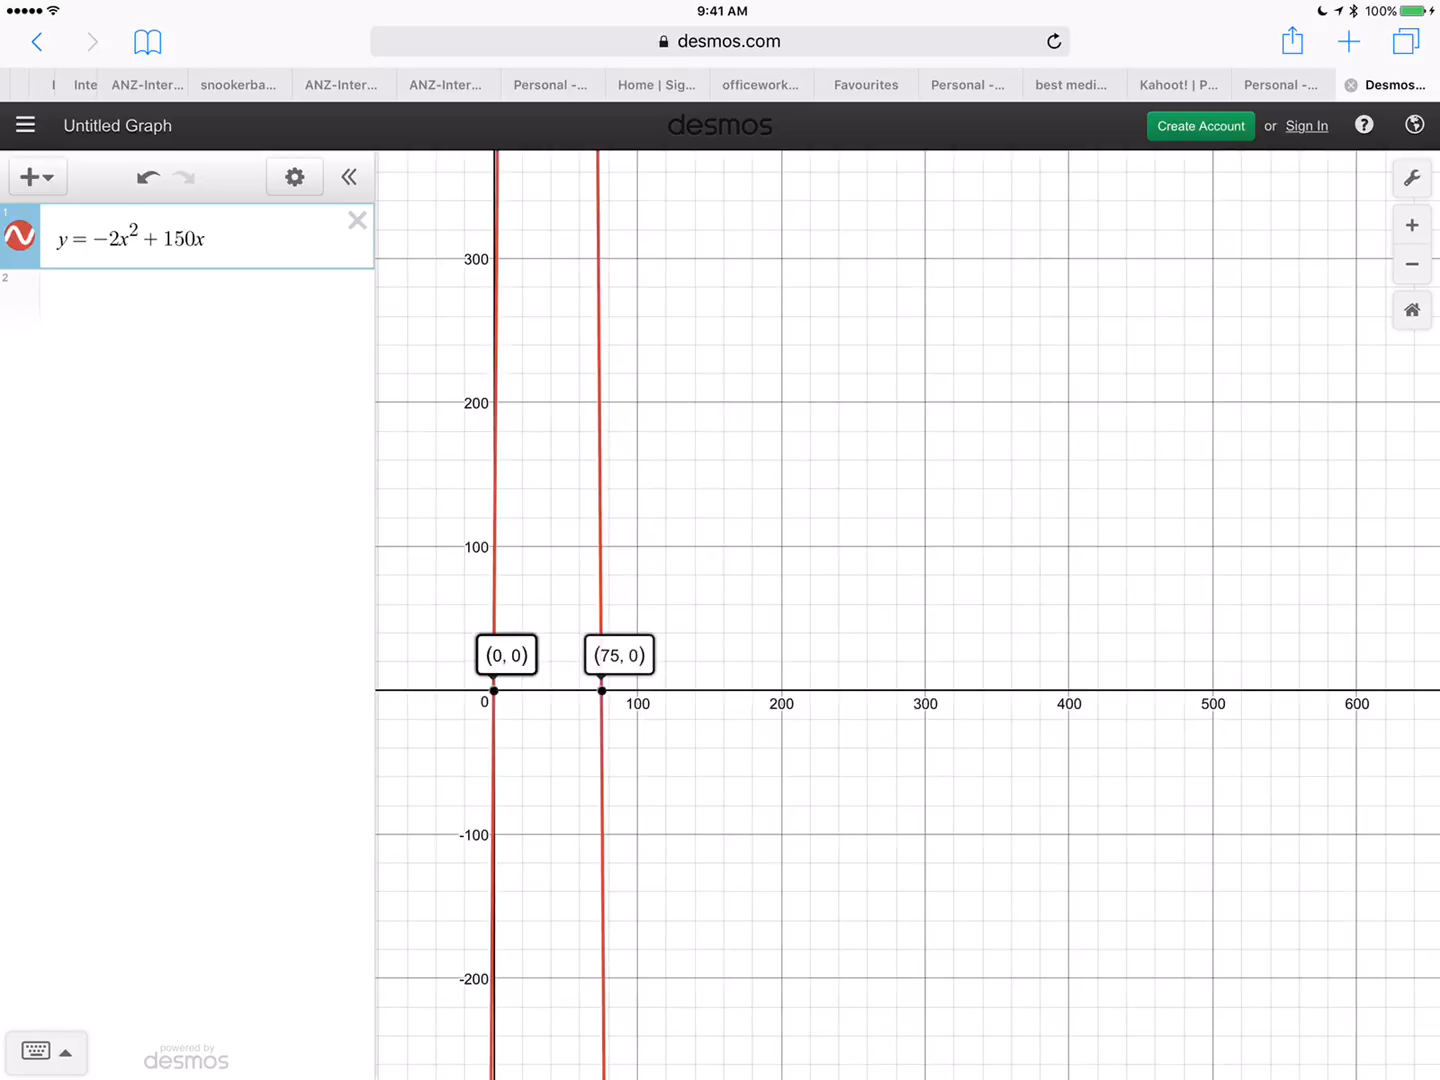 9:41 AM
100%
desmos.com
I
Inte
ANZ-Inter...
snookerba...
ANZ-Inter...
ANZ-Inter...
Personal -...
Home | Sig...
officework...
Favourites
Personal -...
best medi...
Kahoot! | P...
Personal -...
Desmos...
Untitled Graph
desmos
Create Account or Sign In
1
y = −2x² + 150x
2
300
200
100
(0, 0)
(75, 0)
0
100
200
300
400
500
600
-100
-200
powered by
desmos